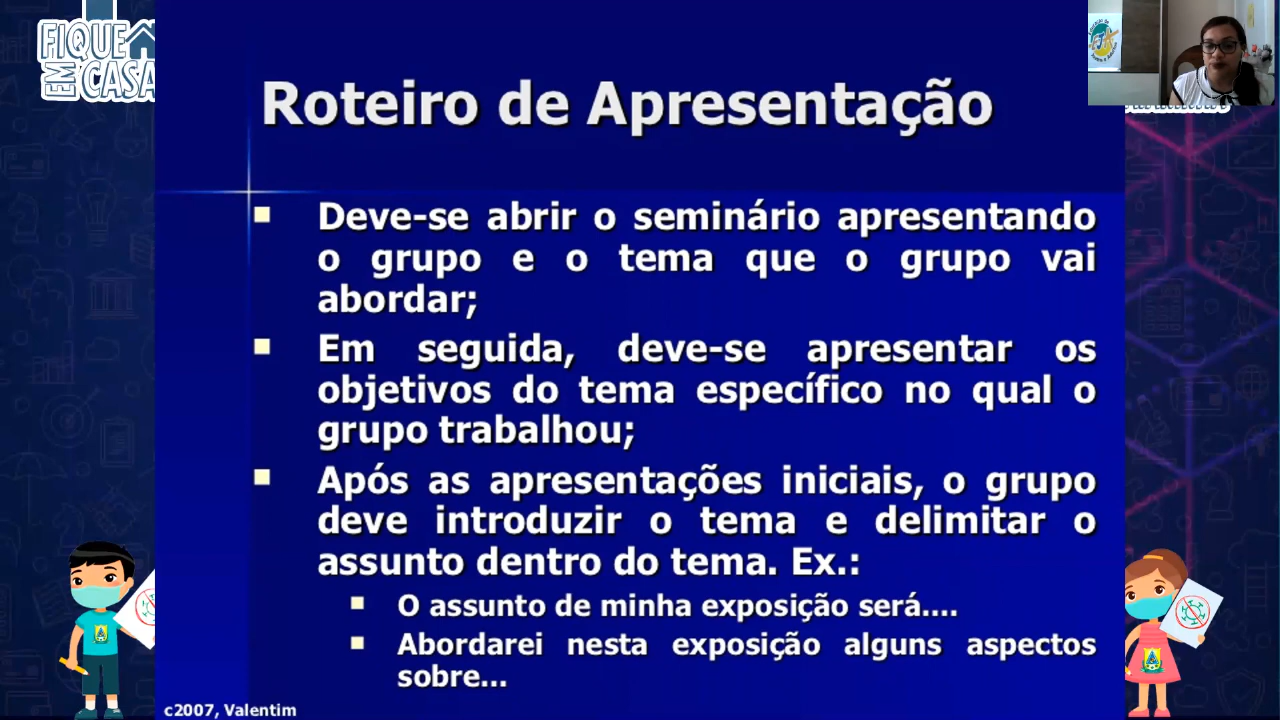 FIQUE
EM CASA
Roteiro de Apresentação
Deve-se abrir o seminário apresentando
o grupo e o tema que o grupo vai
abordar;
Em seguida, deve-se apresentar os
objetivos do tema específico no qual o
grupo trabalhou;
Após as apresentações iniciais, o grupo
deve introduzir o tema e delimitar o
assunto dentro do tema. Ex.:
O assunto de minha exposição será....
Abordarei nesta exposição alguns aspectos
sobre...
c2007, Valentim